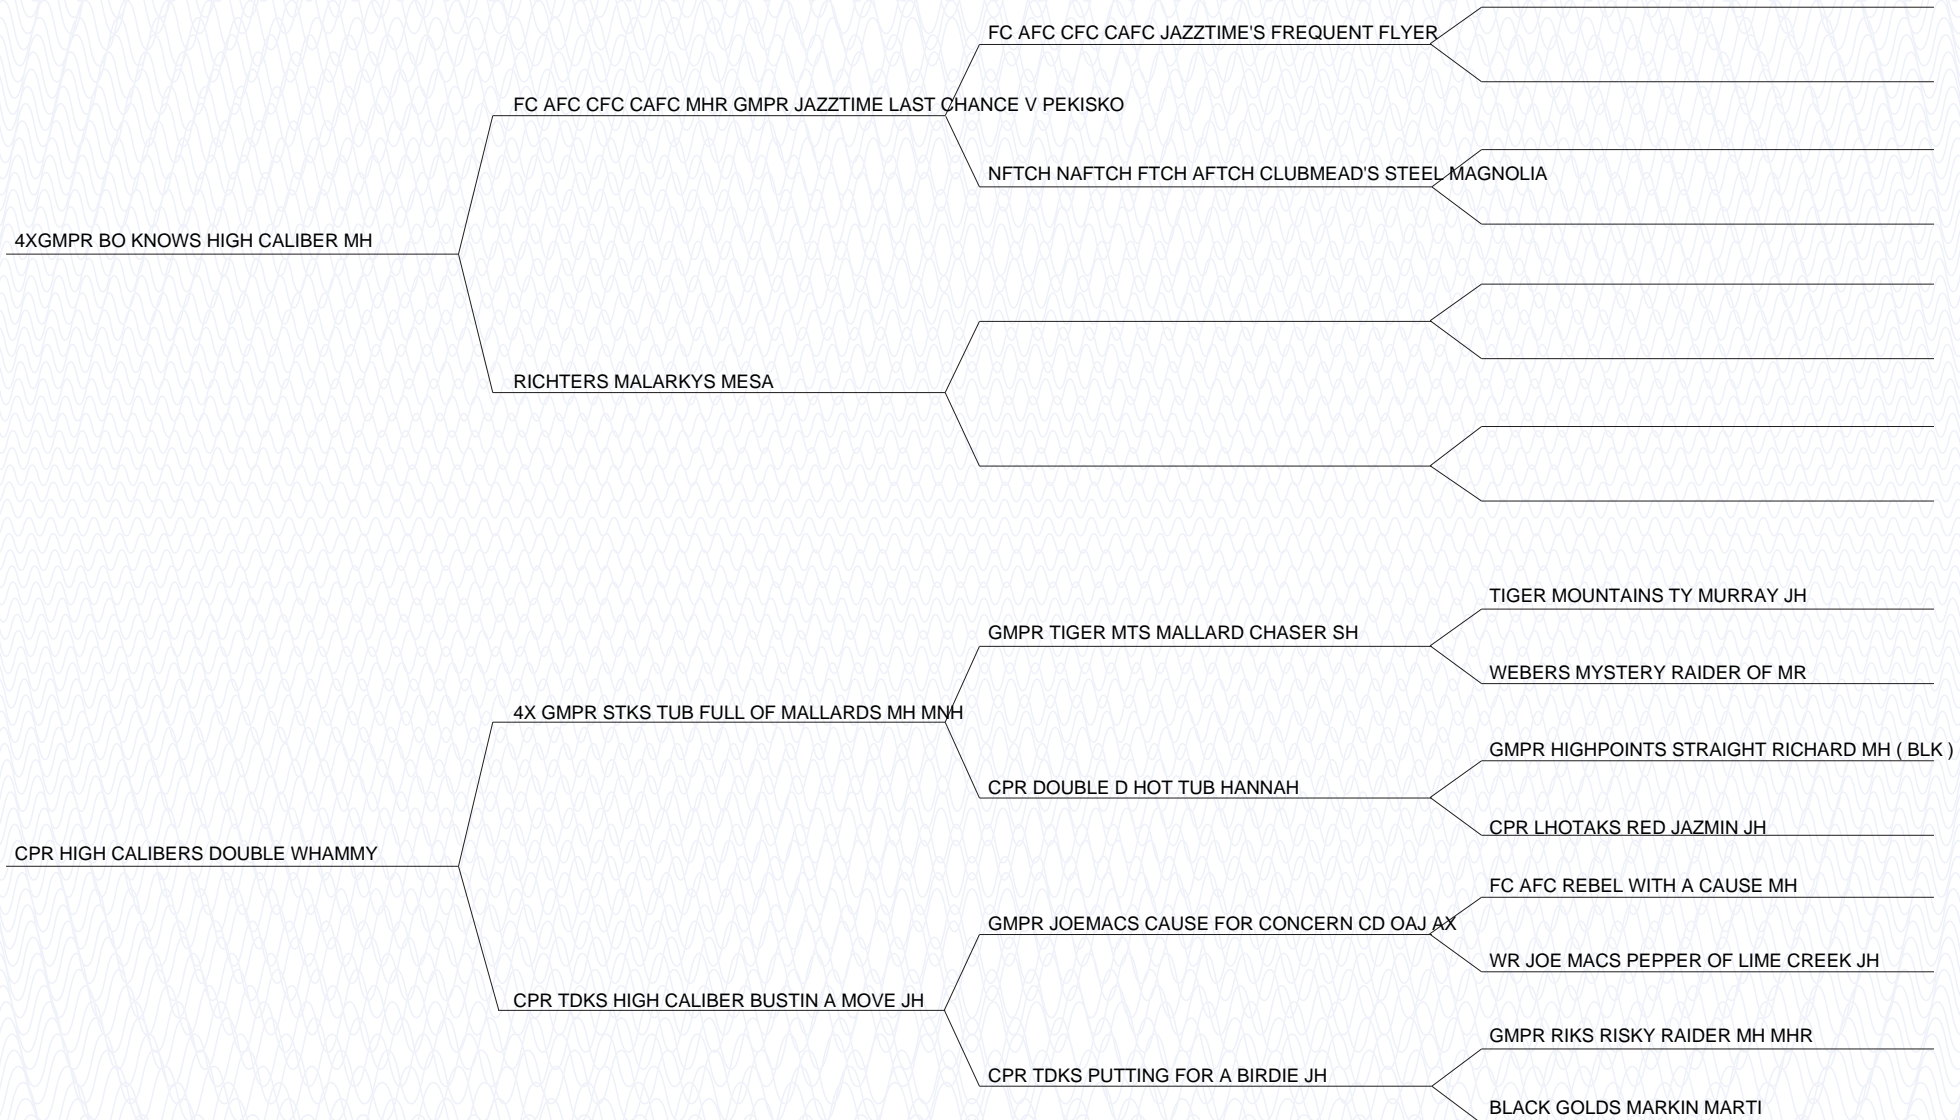 FC AFC CFC CAFC JAZZTIME'S FREQUENT FLYER
FC AFC CFC CAFC MHR GMPR JAZZTIME LAST CHANCE V PEKISKO
NFTCH NAFTCH FTCH AFTCH CLUBMEAD'S STEEL MAGNOLIA
4XGMPR BO KNOWS HIGH CALIBER MH
RICHTERS MALARKYS MESA
TIGER MOUNTAINS TY MURRAY JH
GMPR TIGER MTS MALLARD CHASER SH
WEBERS MYSTERY RAIDER OF MR
4X GMPR STKS TUB FULL OF MALLARDS MH MNH
GMPR HIGHPOINTS STRAIGHT RICHARD MH ( BLK )
CPR DOUBLE D HOT TUB HANNAH
CPR LHOTAKS RED JAZMIN JH
CPR HIGH CALIBERS DOUBLE WHAMMY
FC AFC REBEL WITH A CAUSE MH
GMPR JOEMACS CAUSE FOR CONCERN CD OAJ AX
WR JOE MACS PEPPER OF LIME CREEK JH
CPR TDKS HIGH CALIBER BUSTIN A MOVE JH
GMPR RIKS RISKY RAIDER MH MHR
CPR TDKS PUTTING FOR A BIRDIE JH
BLACK GOLDS MARKIN MARTI